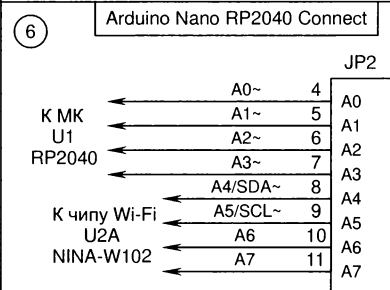 6
Arduino Nano RP2040 Connect
JP2
A0~ 4 A0
A1~ 5 A1
A2~ 6 A2
A3~ 7 A3
A4/SDA~ 8 A4
A5/SCL~ 9 A5
A6 10 A6
A7 11 A7
К МК
U1
RP2040
К чипу Wi-Fi
U2A
NINA-W102